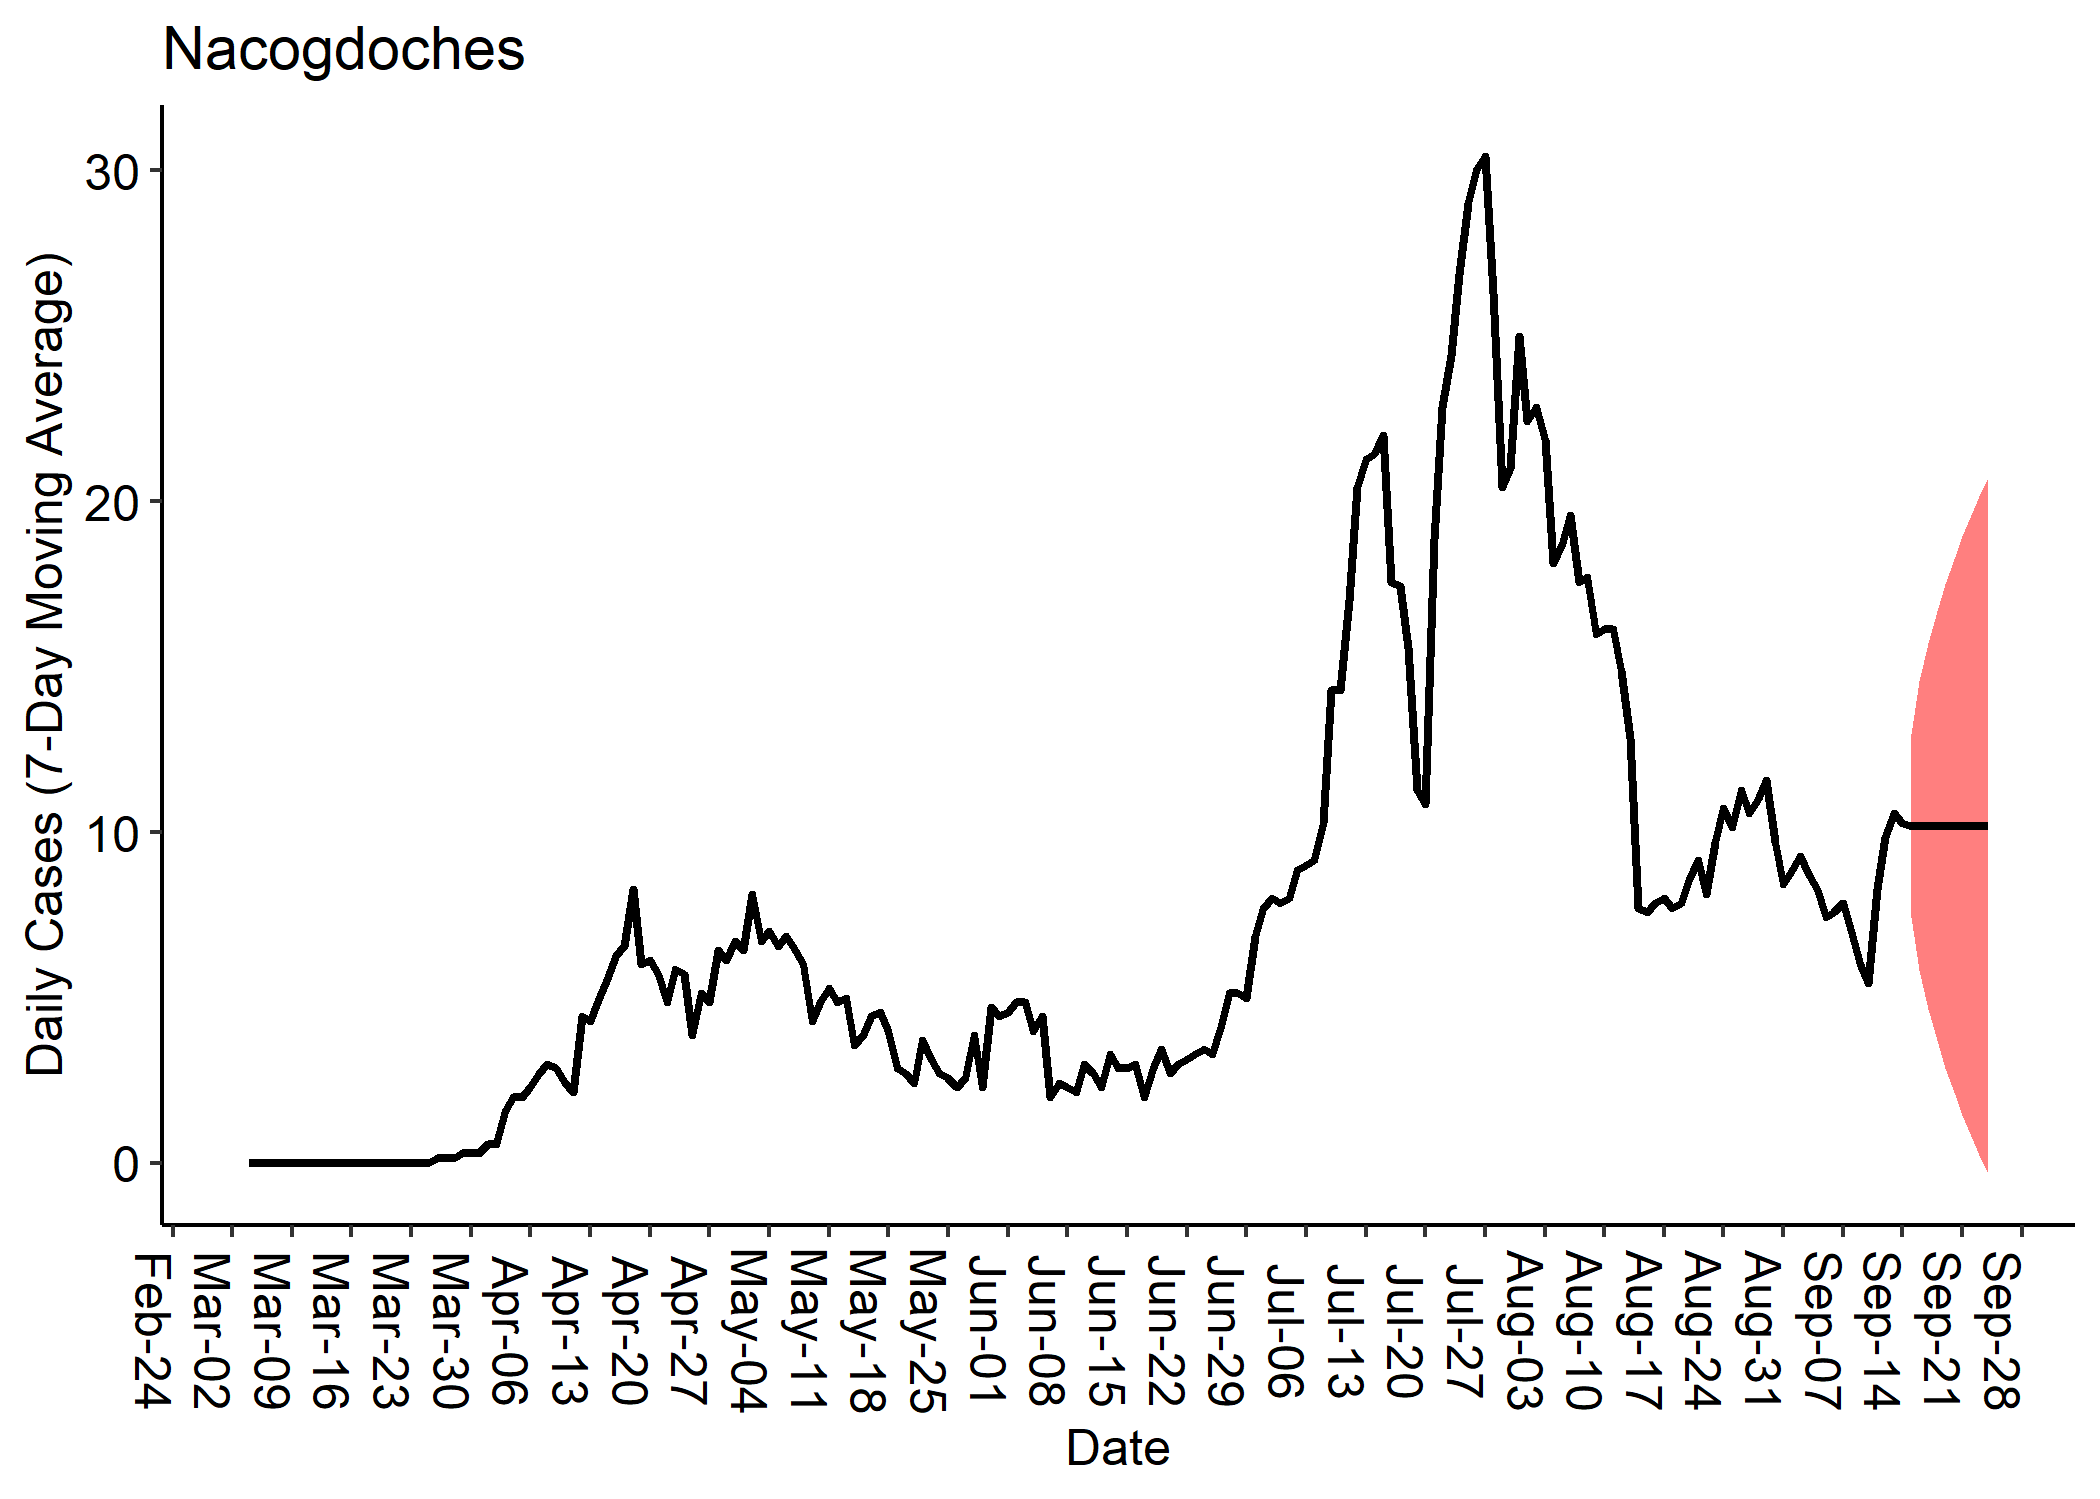 Nacogdoches
Daily Cases (7-Day Moving Average)
30
20
10
0
Feb-24
Mar-02
Mar-09
Mar-16
Mar-23
Mar-30
Apr-06
Apr-13
Apr-20
Apr-27
May-04
May-11
May-18
May-25
Jun-01
Jun-08
Jun-15
Jun-22
Jun-29
Jul-06
Jul-13
Jul-20
Jul-27
Aug-03
Aug-10
Aug-17
Aug-24
Aug-31
Sep-07
Sep-14
Sep-21
Sep-28
Date